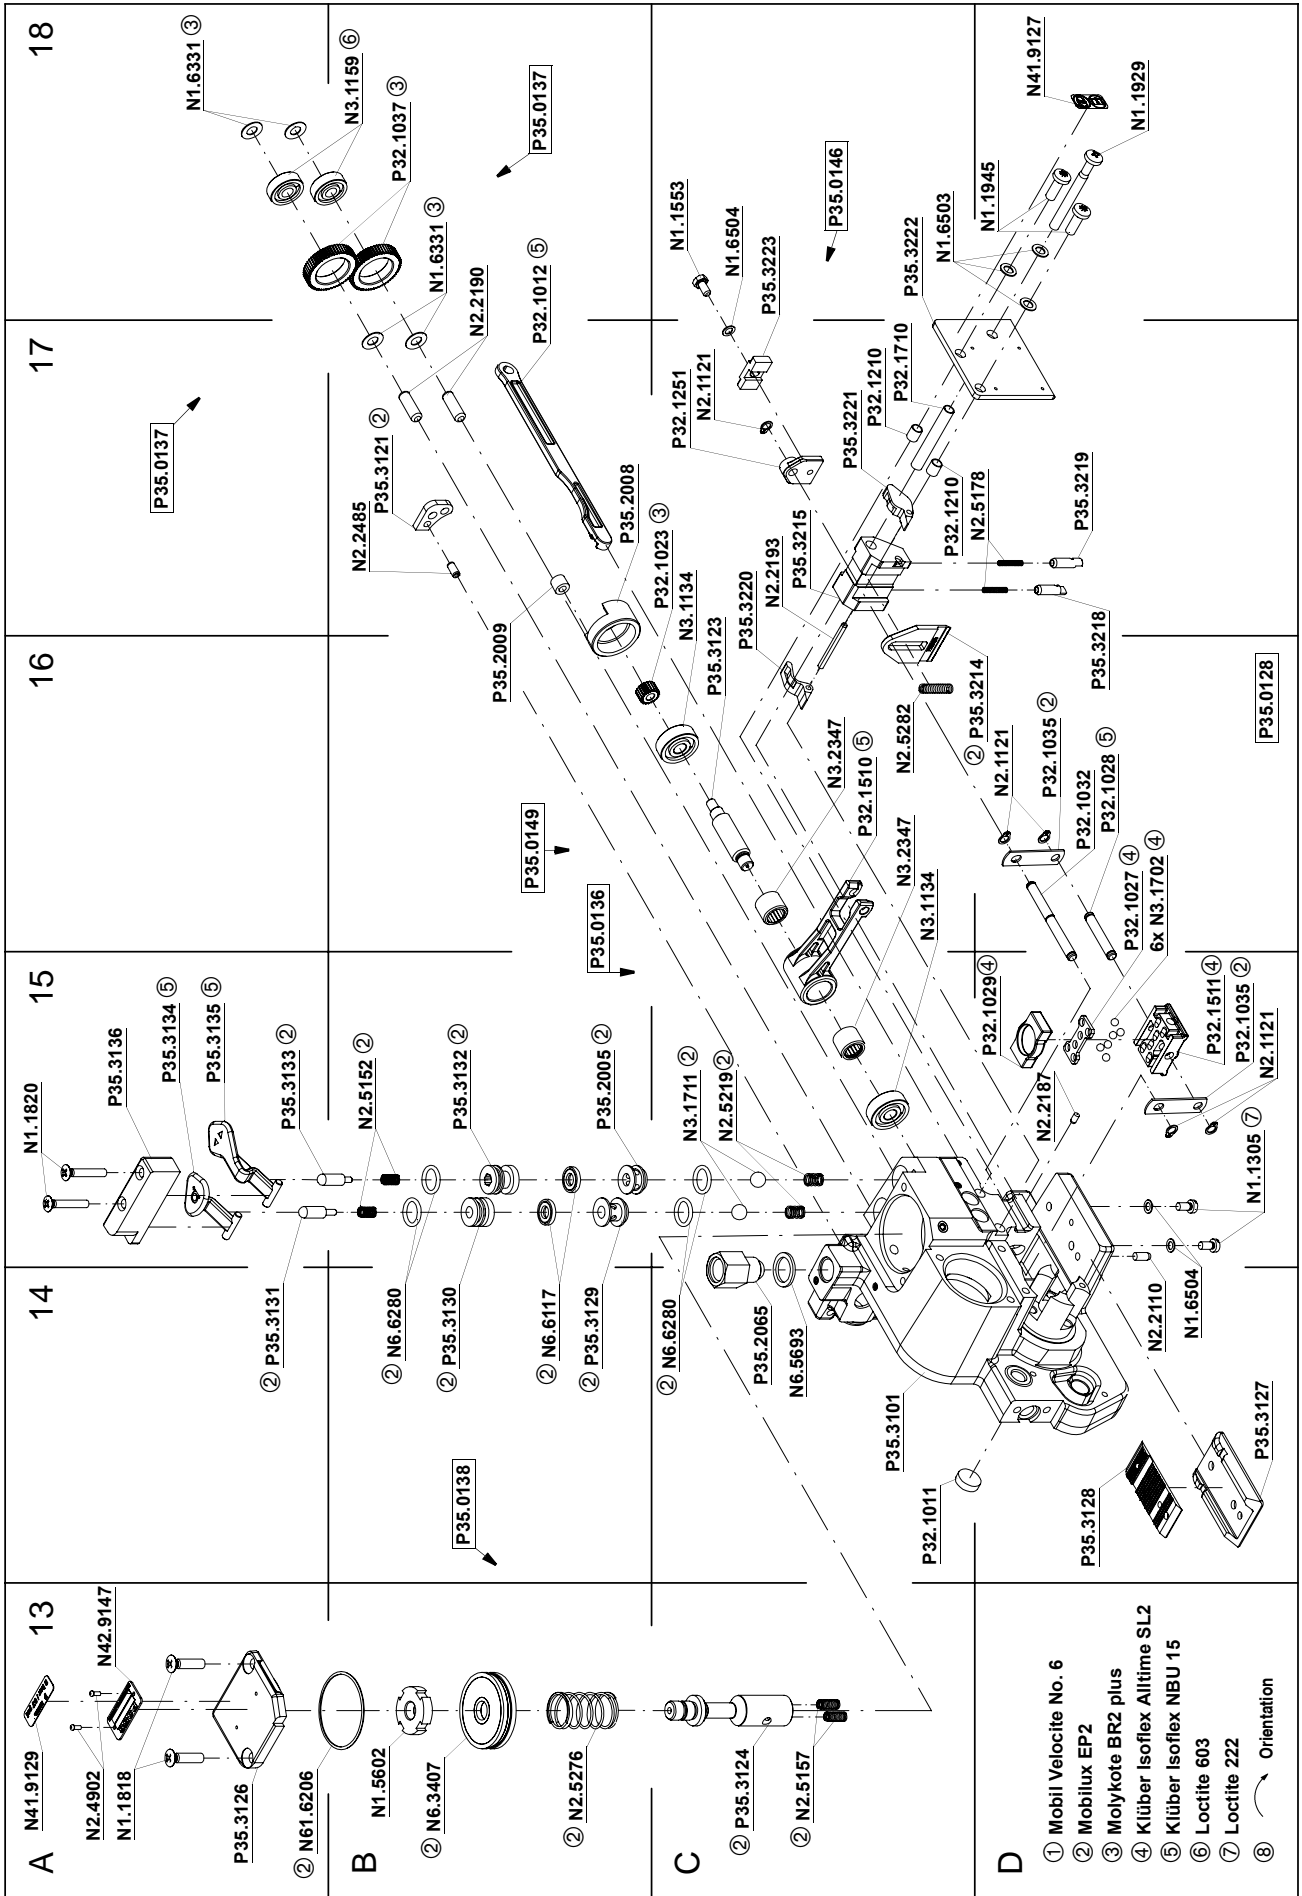 18
17
16
15
14
13
A
B
C
D
N1.6331 ③
N3.1159 ⑥
P32.1037 ③
P35.0137
N1.6331 ③
N2.2190
P32.1012 ⑤
P35.0137
P35.3121 ②
N2.2485
P35.2008
P32.1023 ③
N3.1134
P35.3123
P35.2009
N1.1553
N1.6504
P35.3223
P35.0146
P32.1251
N2.1121
P35.3221
P32.1210
P32.1710
P35.3222
N1.6503
N1.1945
N41.9127
N1.1929
P35.3220
N2.2193
P35.3215
P32.1210
N2.5178
P35.3219
P35.3218
P35.3214
②
N2.5282
P35.0128
P35.0149
P35.0136
N3.2347
P32.1510 ⑤
N3.2347
N3.1134
N2.1121
P32.1035 ②
P32.1032
P32.1028 ⑤
P32.1027 ④
6x N3.1702 ④
P32.1029 ④
P32.1511 ④
P32.1035 ②
N2.1121
N2.2187
N1.1305 ⑦
N1.1820
P35.3136
P35.3134 ⑤
P35.3135 ⑤
P35.3133 ②
N2.5152 ②
P35.3132 ②
P35.2005 ②
N3.1711 ②
N2.5219 ②
② P35.3131
② N6.6280
② P35.3130
② N6.6117
② P35.3129
② N6.6280
P35.2065
N6.5693
P35.3101
P32.1011
P35.0138
N2.2110
N1.6504
P35.3127
P35.3128
N41.9129
N2.4902
N1.1818
N42.9147
P35.3126
② N61.6206
N1.5602
② N6.3407
② N2.5276
② P35.3124
② N2.5157
① Mobil Velocite No. 6
② Mobilux EP2
③ Molykote BR2 plus
④ Klüber Isoflex Alltime SL2
⑤ Klüber Isoflex NBU 15
⑥ Loctite 603
⑦ Loctite 222
⑧ Orientation